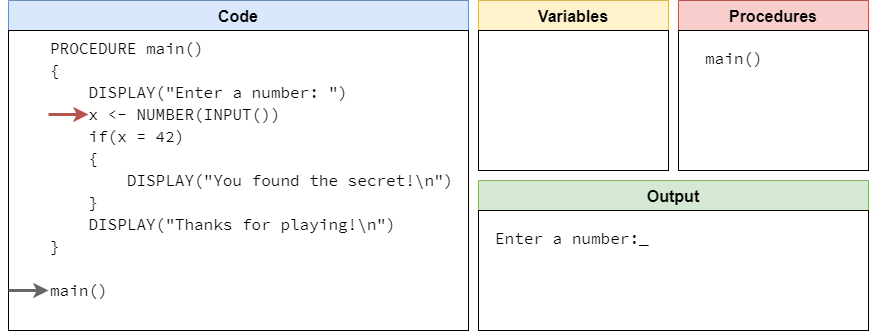 Code
PROCEDURE main()
{
    DISPLAY("Enter a number: ")
    x <- NUMBER(INPUT())
    if(x = 42)
    {
        DISPLAY("You found the secret!\n")
    }
    DISPLAY("Thanks for playing!\n")
}
main()
Variables
Procedures
main()
Output
Enter a number:_